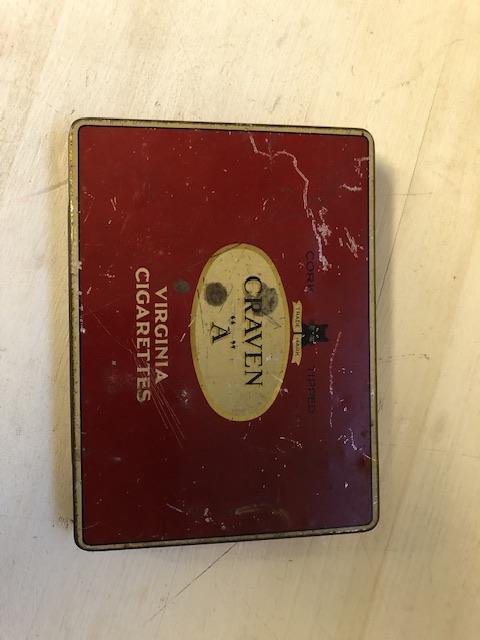 CORK TIPPED
TRADE MARK
CRAVEN
"A"
VIRGINIA
CIGARETTES